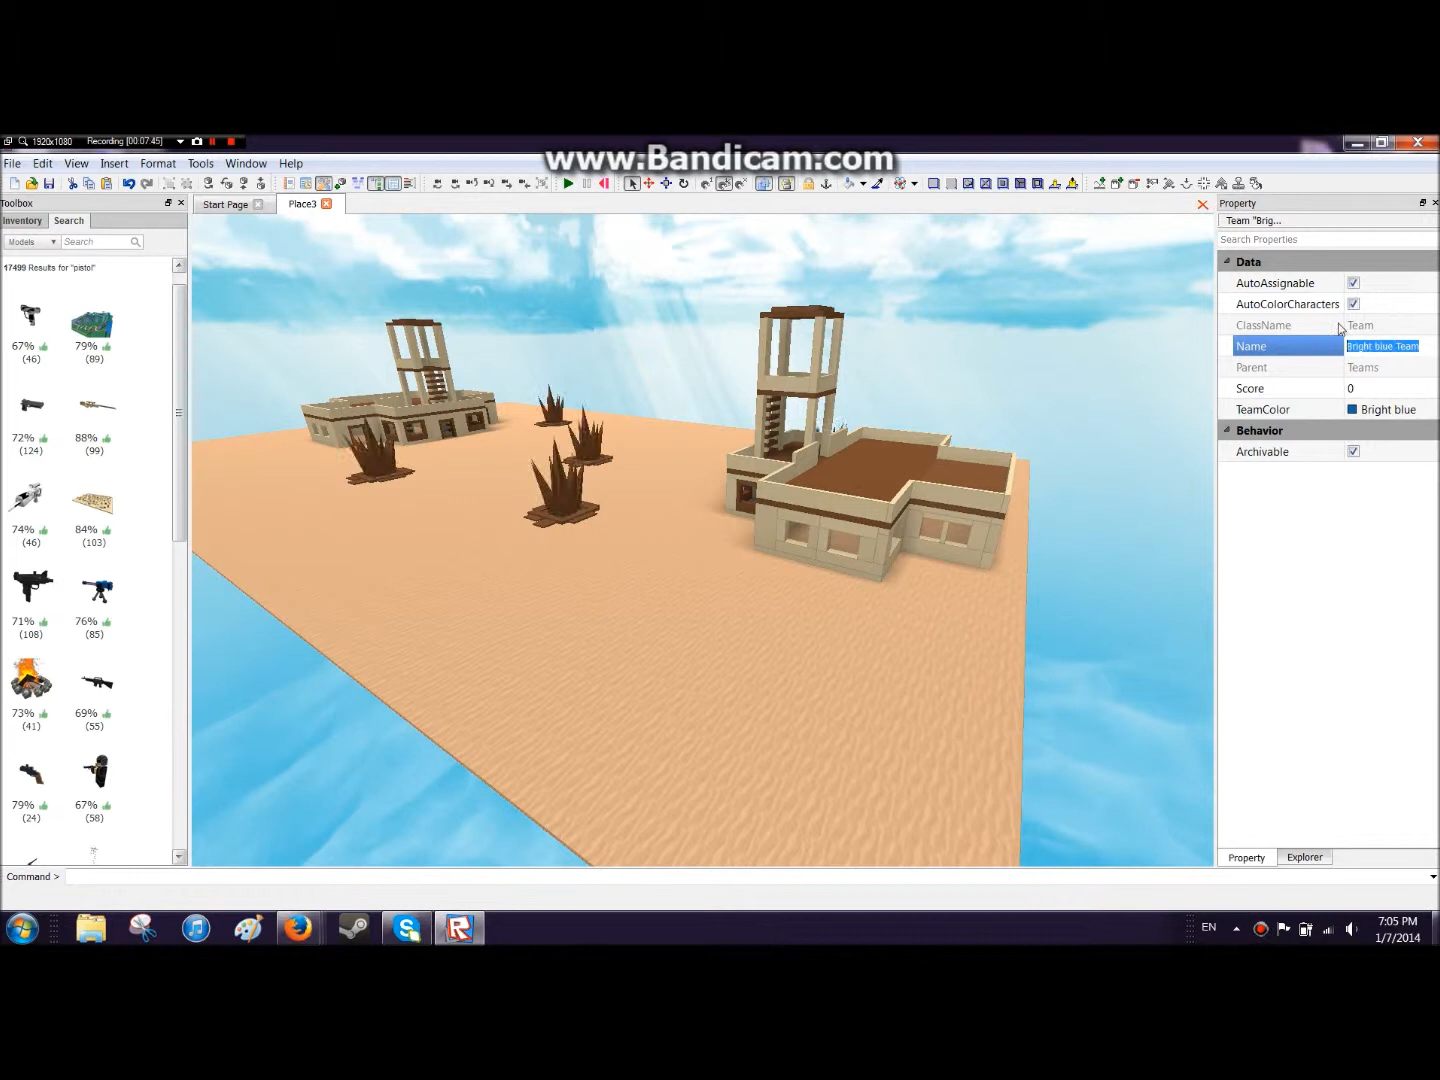 1920x1080 Recording [00:07:45]
www.Bandicam.com
File Edit View Insert Format Tools Window Help
Toolbox
Inventory Search
Models Search
17499 Results for "pistol"
67% 79%
(46) (89)
72% 88%
(124) (99)
74% 84%
(46) (103)
71% 76%
(108) (85)
73% 69%
(41) (55)
79% 67%
(24) (58)
Start Page Place3
Property
Team "Brig...
Search Properties
Data
AutoAssignable
AutoColorCharacters
ClassName Team
Name Bright blue Team
Parent Teams
Score 0
TeamColor Bright blue
Behavior
Archivable
Property Explorer
Command >
EN
7:05 PM
1/7/2014